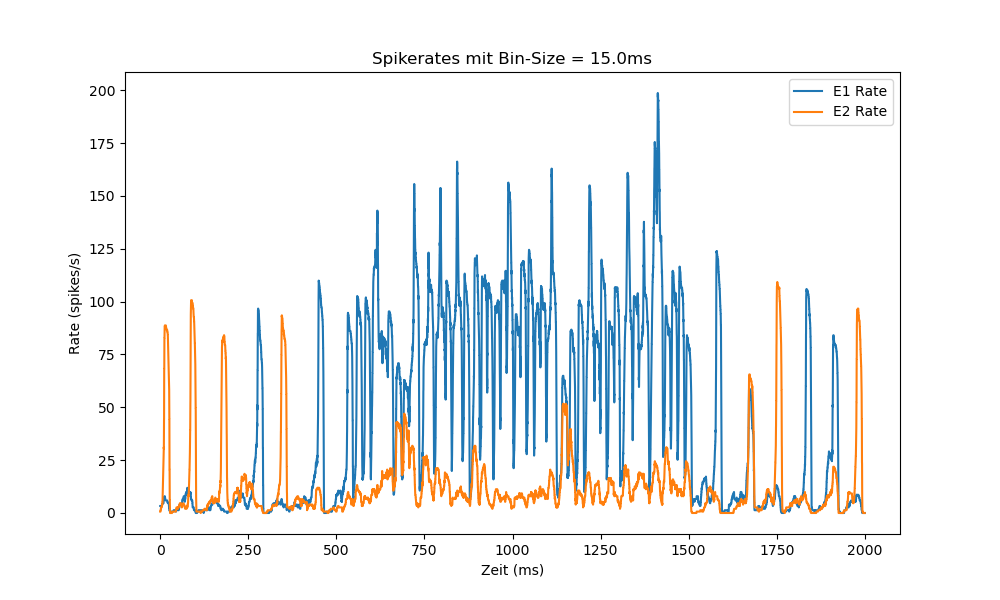 Spikerates mit Bin-Size = 15.0ms
E1 Rate
E2 Rate
200
175
150
125
100
75
50
25
0
Rate (spikes/s)
0 250 500 750 1000 1250 1500 1750 2000
Zeit (ms)